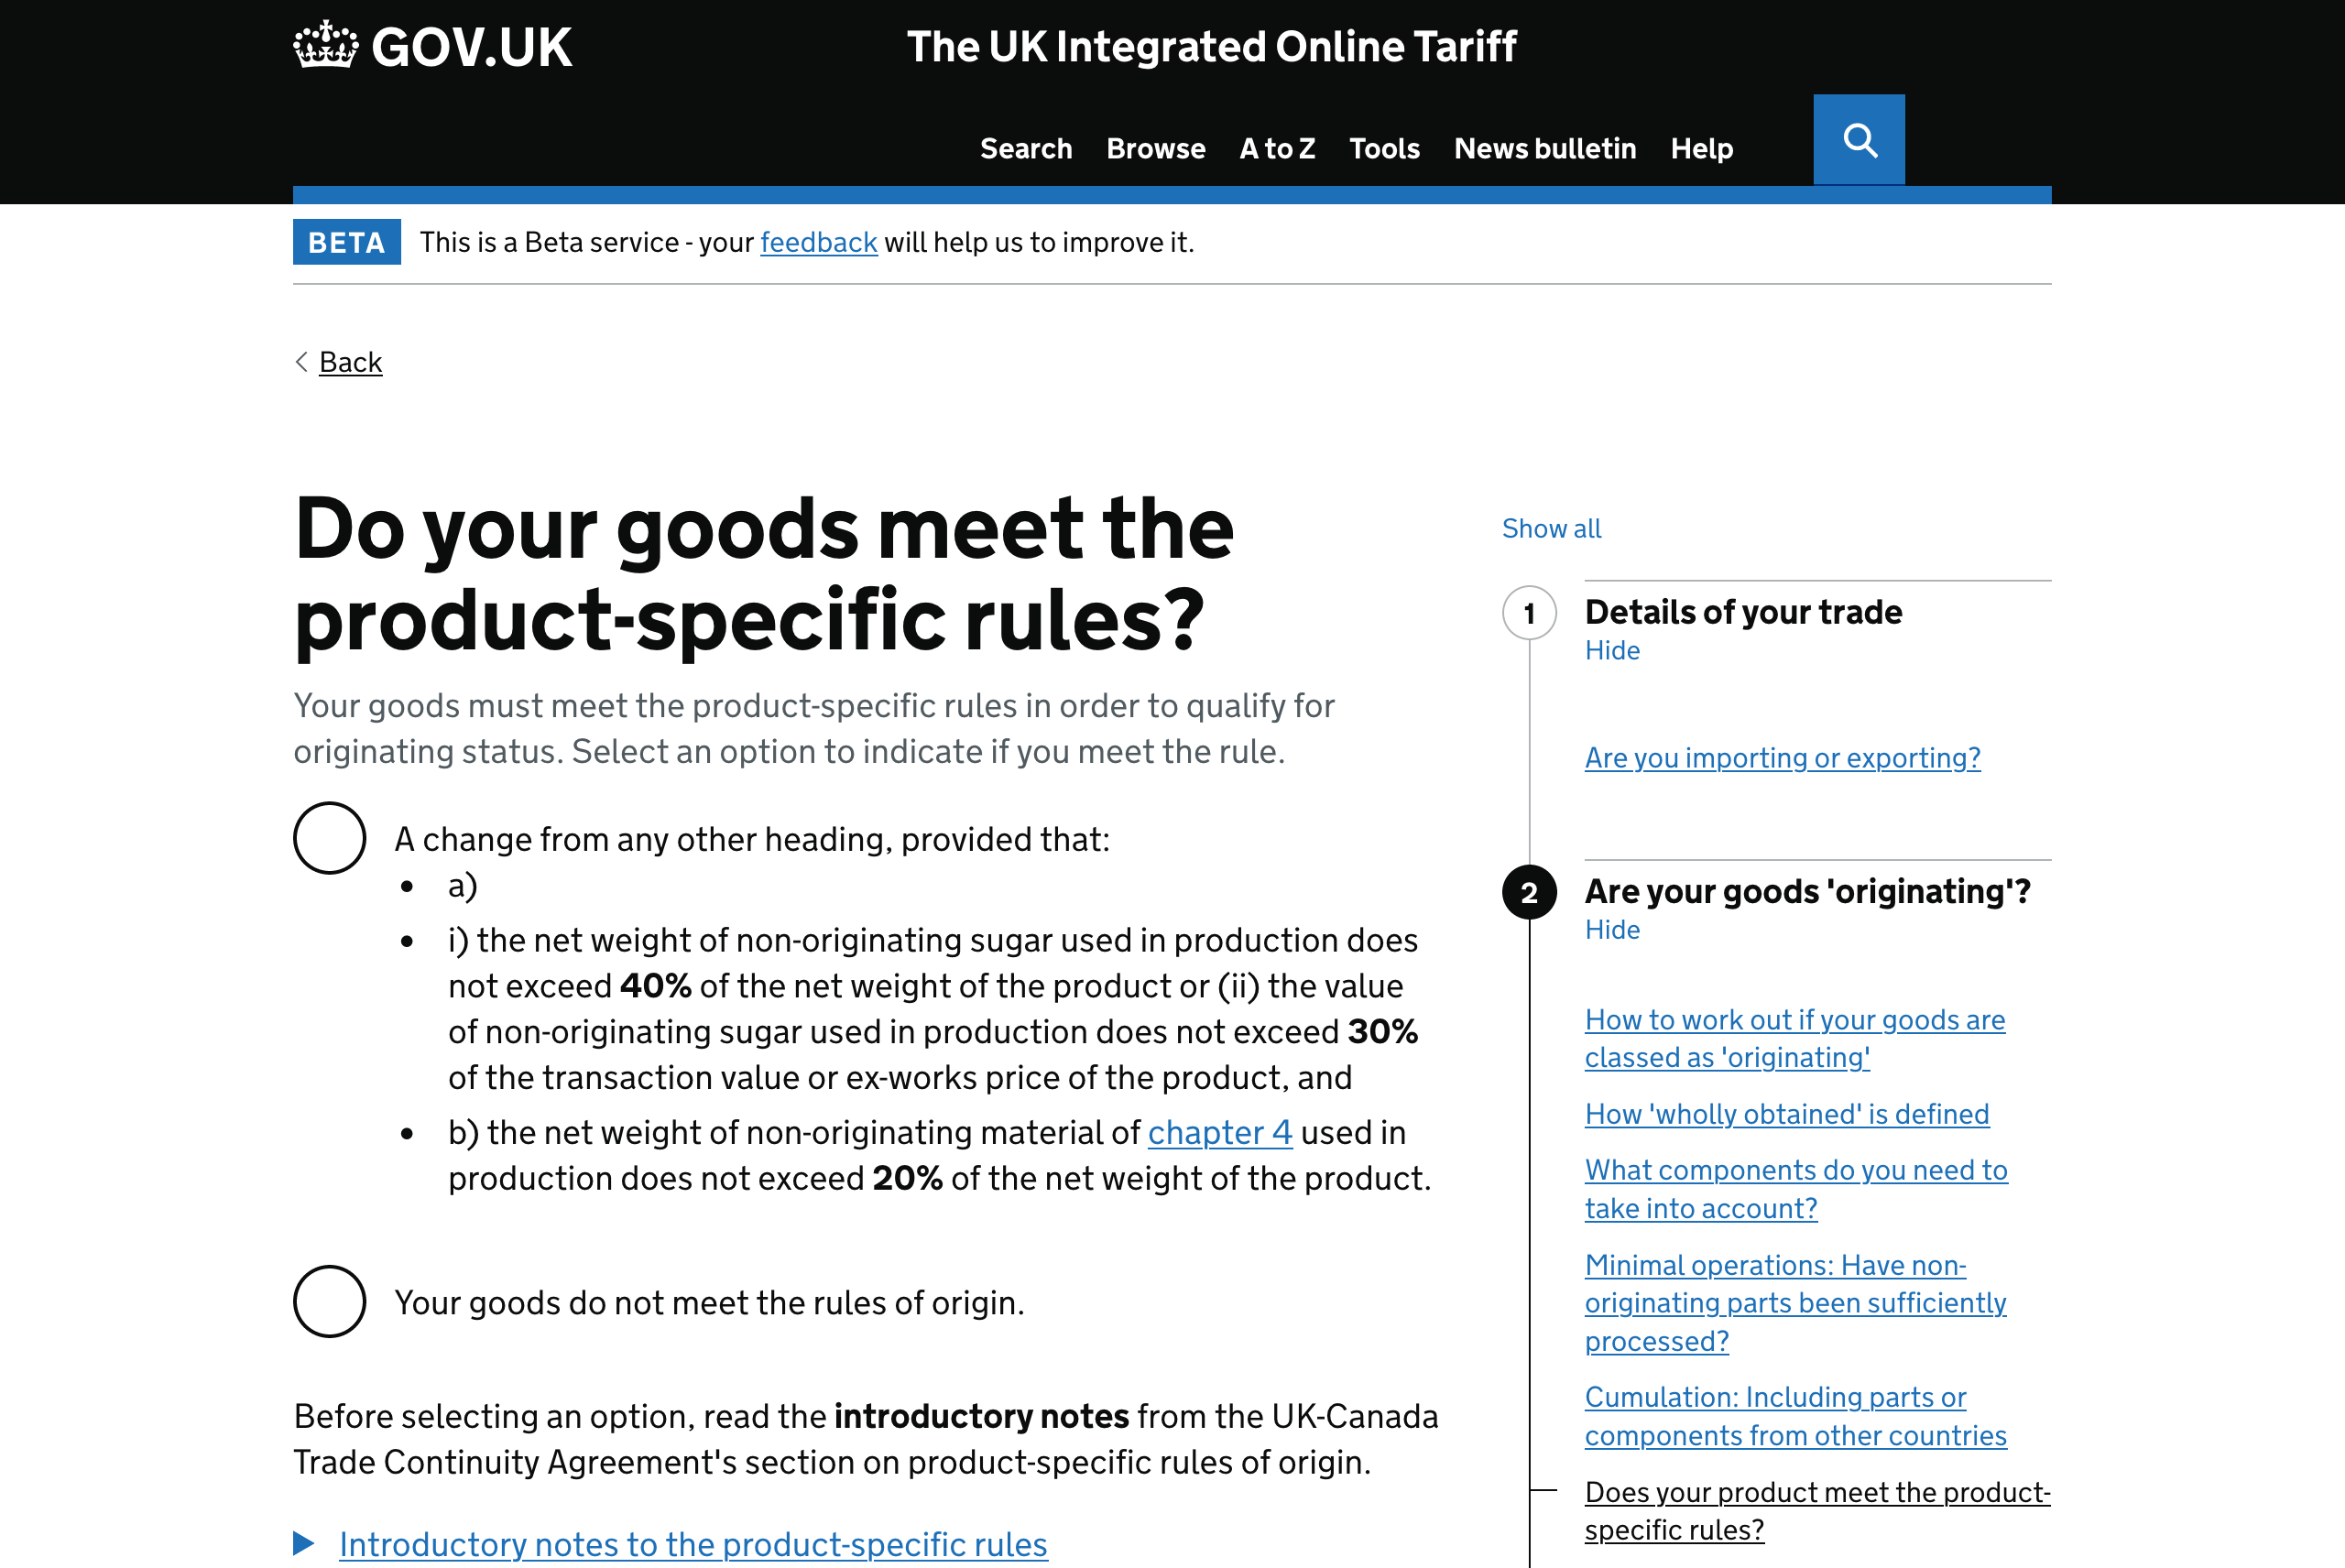 GOV.UK
The UK Integrated Online Tariff
Search Browse A to Z Tools News bulletin Help
BETA This is a Beta service - your feedback will help us to improve it.
Back
Do your goods meet the
product-specific rules?
Your goods must meet the product-specific rules in order to qualify for
originating status. Select an option to indicate if you meet the rule.
A change from any other heading, provided that:
• a)
• i) the net weight of non-originating sugar used in production does
not exceed 40% of the net weight of the product or (ii) the value
of non-originating sugar used in production does not exceed 30%
of the transaction value or ex-works price of the product, and
• b) the net weight of non-originating material of chapter 4 used in
production does not exceed 20% of the net weight of the product.
Your goods do not meet the rules of origin.
Before selecting an option, read the introductory notes from the UK-Canada
Trade Continuity Agreement's section on product-specific rules of origin.
Introductory notes to the product-specific rules
Show all
1 Details of your trade
Hide
Are you importing or exporting?
2 Are your goods 'originating'?
Hide
How to work out if your goods are
classed as 'originating'
How 'wholly obtained' is defined
What components do you need to
take into account?
Minimal operations: Have non-
originating parts been sufficiently
processed?
Cumulation: Including parts or
components from other countries
Does your product meet the product-
specific rules?